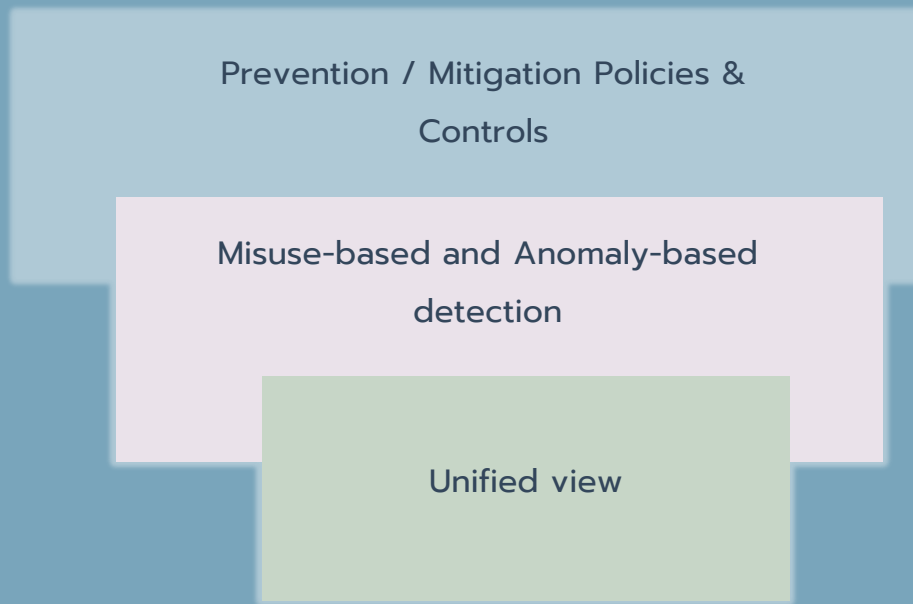 Prevention / Mitigation Policies &
Controls
Misuse-based and Anomaly-based
detection
Unified view